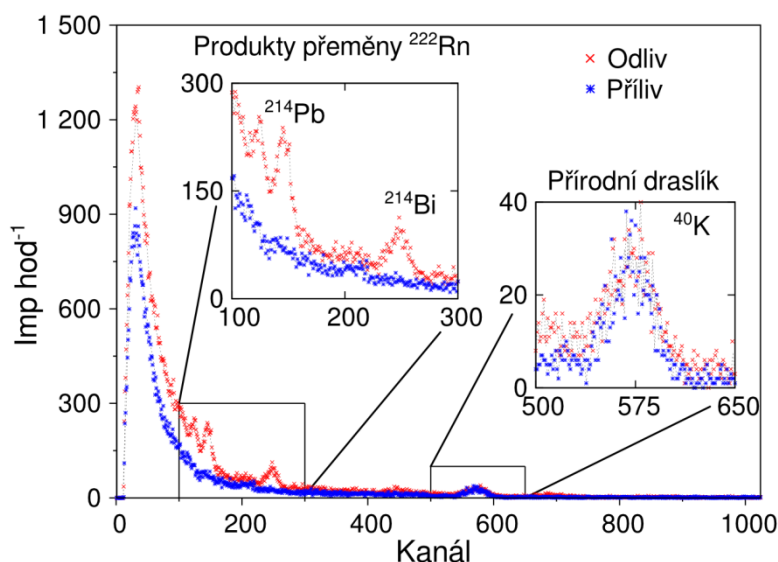 1 500
1 200
900
600
300
0
Imp hod⁻¹
0
200
400
600
800
1000
Kanál
Odliv
Příliv
Produkty přeměny ²²²Rn
300
150
0
100
200
300
²¹⁴Pb
²¹⁴Bi
Přírodní draslík
40
20
0
500
575
650
⁴⁰K